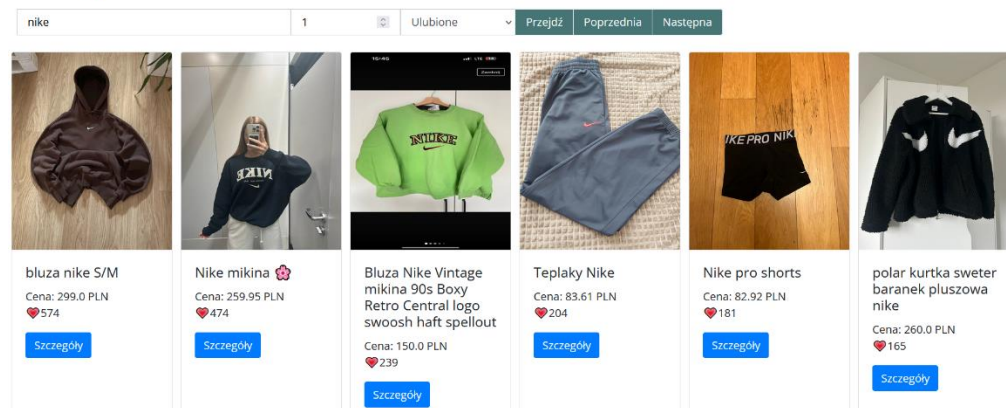 nike 1 Ulubione Przejdź Poprzednia Następna
NIKE
NIKE
IKE PRO NIK
bluza nike S/M
Cena: 299.0 PLN
574
Szczegóły
Nike mikina
Cena: 259.95 PLN
474
Szczegóły
Bluza Nike Vintage
mikina 90s Boxy
Retro Central logo
swoosh haft spellout
Cena: 150.0 PLN
239
Szczegóły
Teplaky Nike
Cena: 83.61 PLN
204
Szczegóły
Nike pro shorts
Cena: 82.92 PLN
181
Szczegóły
polar kurtka sweter
baranek pluszowa
nike
Cena: 260.0 PLN
165
Szczegóły